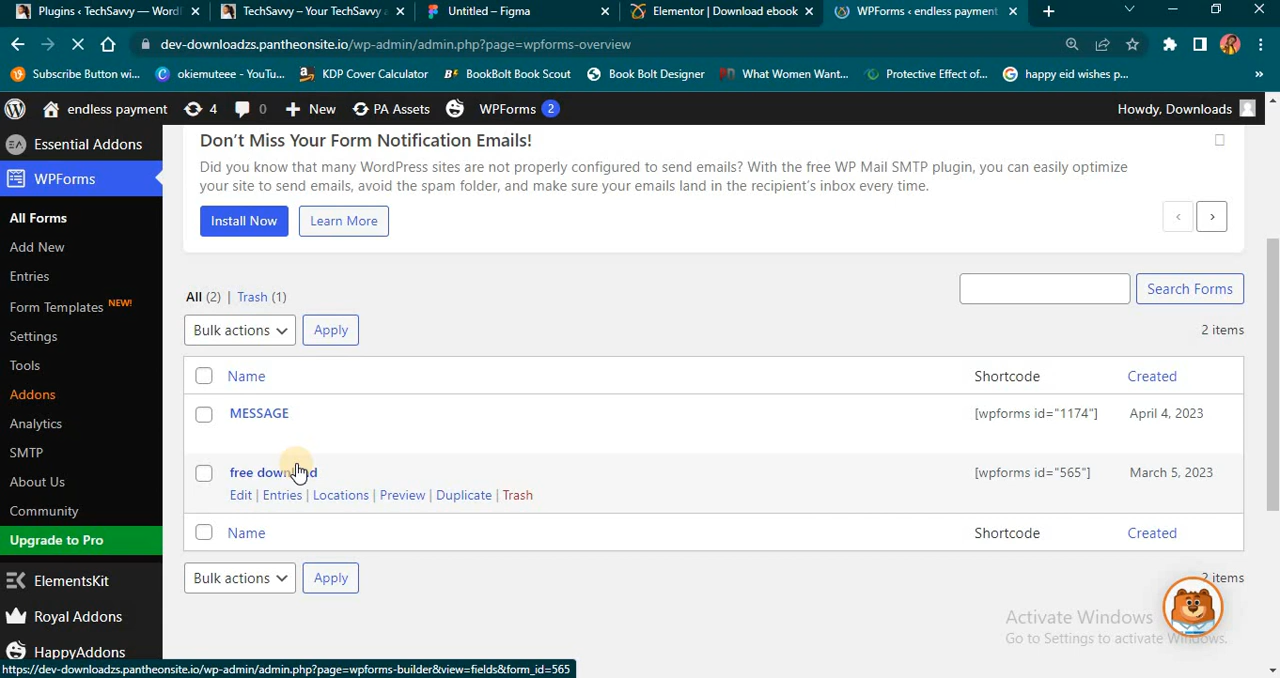 Plugins ‹ TechSavvy — Word
TechSavvy – Your TechSavvy
Untitled – Figma
Elementor | Download ebook
WPForms ‹ endless payment
dev-downloadzs.pantheonsite.io/wp-admin/admin.php?page=wpforms-overview
Subscribe Button wi...
okiemuteee - YouTu...
KDP Cover Calculator
BookBolt Book Scout
Book Bolt Designer
What Women Want...
Protective Effect of...
happy eid wishes p...
»
endless payment
4
0
New
PA Assets
WPForms 2
Howdy, Downloads
Essential Addons
WPForms
All Forms
Add New
Entries
Form Templates NEW!
Settings
Tools
Addons
Analytics
SMTP
About Us
Community
Upgrade to Pro
ElementsKit
Royal Addons
HappyAddons
Don't Miss Your Form Notification Emails!
Did you know that many WordPress sites are not properly configured to send emails? With the free WP Mail SMTP plugin, you can easily optimize
your site to send emails, avoid the spam folder, and make sure your emails land in the recipient's inbox every time.
Install Now
Learn More
‹
›
All (2) | Trash (1)
Search Forms
Bulk actions
Apply
2 items
Name
Shortcode
Created
MESSAGE
[wpforms id="1174"]
April 4, 2023
free download
[wpforms id="565"]
March 5, 2023
Edit | Entries | Locations | Preview | Duplicate | Trash
Name
Shortcode
Created
Bulk actions
Apply
2 items
Activate Windows
Go to Settings to activate Windows.
https://dev-downloadzs.pantheonsite.io/wp-admin/admin.php?page=wpforms-builder&view=fields&form_id=565